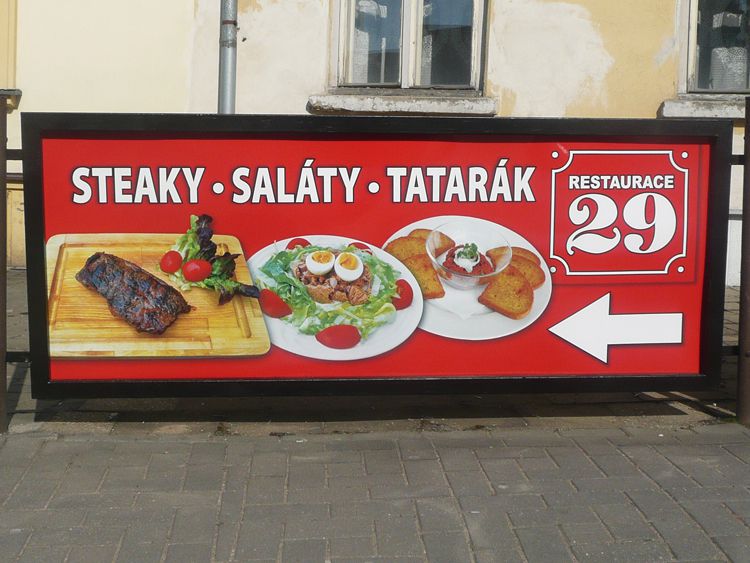 STEAKY • SALÁTY • TATARÁK
RESTAURACE
29